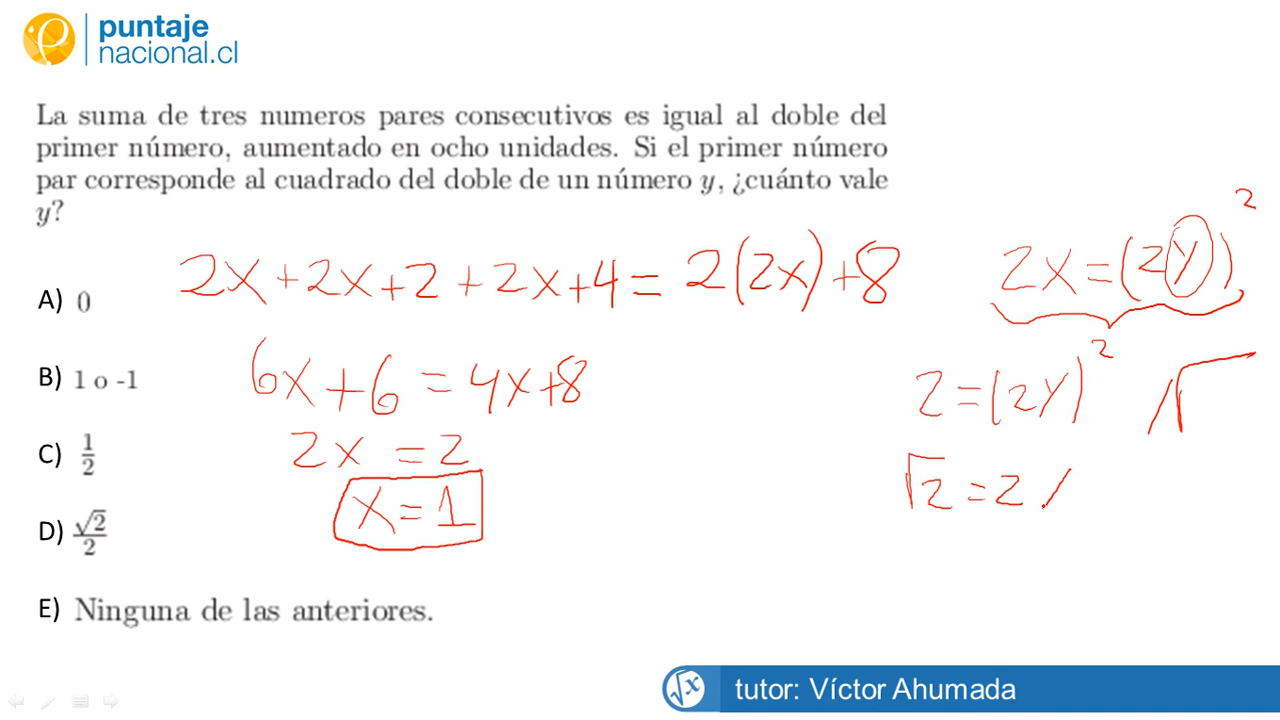 puntaje
nacional.cl
La suma de tres numeros pares consecutivos es igual al doble del
primer número, aumentado en ocho unidades. Si el primer número
par corresponde al cuadrado del doble de un número y, ¿cuánto vale
y?
2x+2x+2+2x+4=2(2x)+8
2x=(2y)²
A) 0
6x+6=4x+8
2=(2y)²
√
B) 1 o -1
2x=2
C) 1/2
√2=2
x=1
D) √2/2
E) Ninguna de las anteriores.
√x tutor: Víctor Ahumada